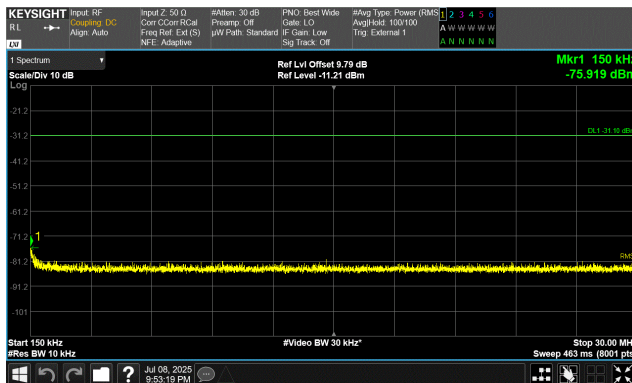 KEYSIGHT
RL
LXI
Input: RF
Coupling: DC
Align: Auto
Input Z: 50 Ω
Corr CCorr RCal
Freq Ref: Ext (S)
NFE: Adaptive
#Atten: 30 dB
Preamp: Off
µW Path: Standard
PNO: Best Wide
Gate: LO
IF Gain: Low
Sig Track: Off
#Avg Type: Power (RMS
Avg|Hold: 100/100
Trig: External 1
1 2 3 4 5 6
A W W W W W
A N N N N N
1 Spectrum
Scale/Div 10 dB
Log
Ref Lvl Offset 9.79 dB
Ref Level -11.21 dBm
Mkr1 150 kHz
-75.919 dBm
-21.2
-31.2
DL1 -31.10 dBm
-41.2
-51.2
-61.2
-71.2
1
-81.2
RMS
-91.2
-101
Start 150 kHz
#Res BW 10 kHz
#Video BW 30 kHz*
Stop 30.00 MH
Sweep 463 ms (8001 pts
?
Jul 08, 2025
9:53:19 PM